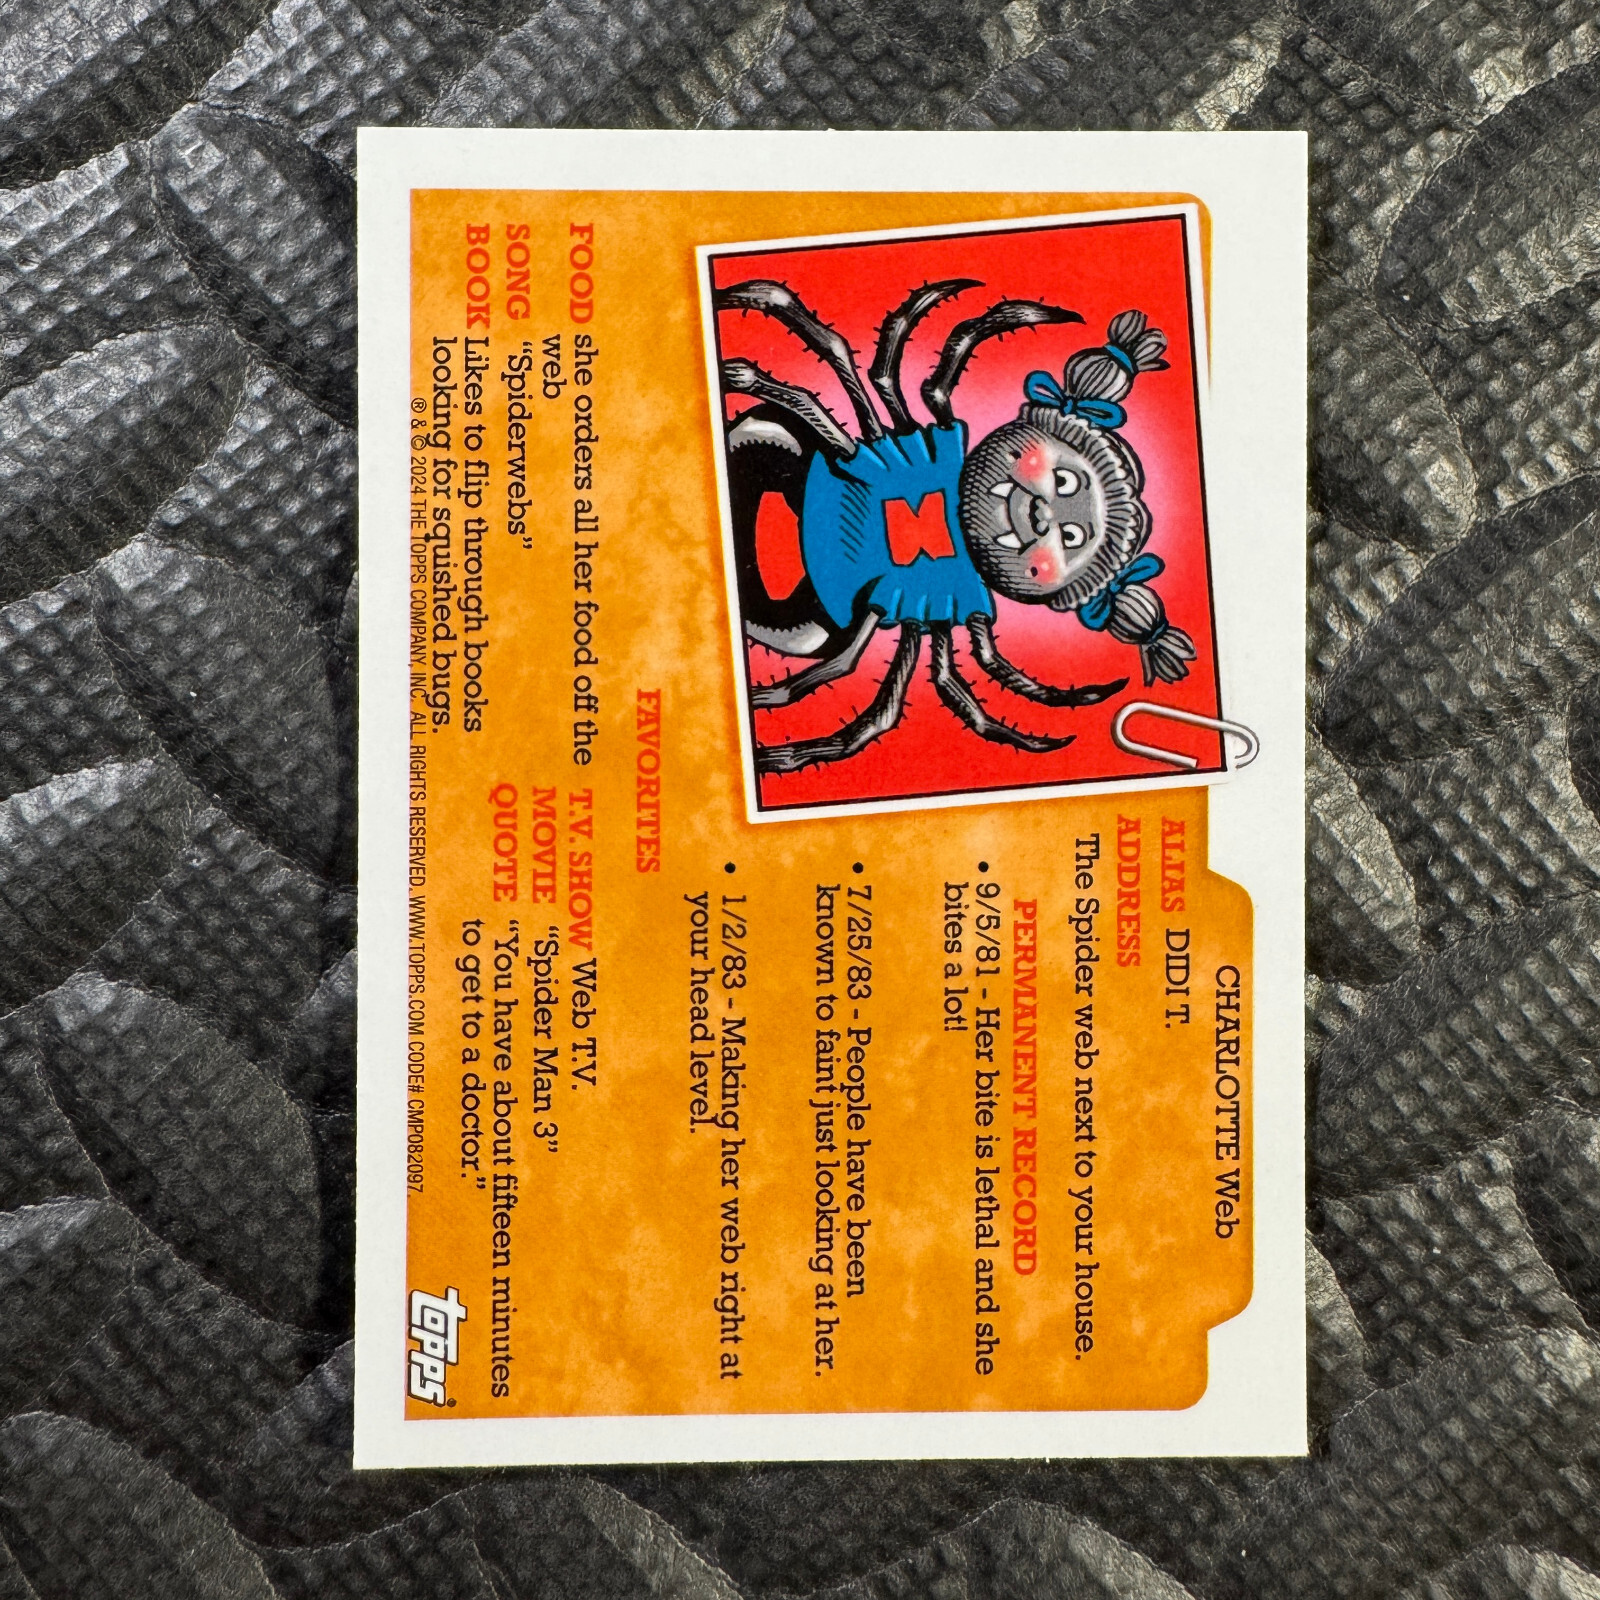 CHARLOTTE Web
ALIAS DIDI T.
ADDRESS
The Spider web next to your house.
PERMANENT RECORD
• 9/5/81 - Her bite is lethal and she
bites a lot!
• 7/25/83 - People have been
known to faint just looking at her.
• 1/2/83 - Making her web right at
your head level.
FAVORITES
FOOD she orders all her food off the
web
SONG "Spiderwebs"
BOOK Likes to flip through books
looking for squished bugs.
T.V. SHOW Web T.V.
MOVIE "Spider Man 3"
QUOTE "You have about fifteen minutes
to get to a doctor."
® & © 2024 THE TOPPS COMPANY, INC. ALL RIGHTS RESERVED. WWW.TOPPS.COM CODE# CMP082097.
topps®